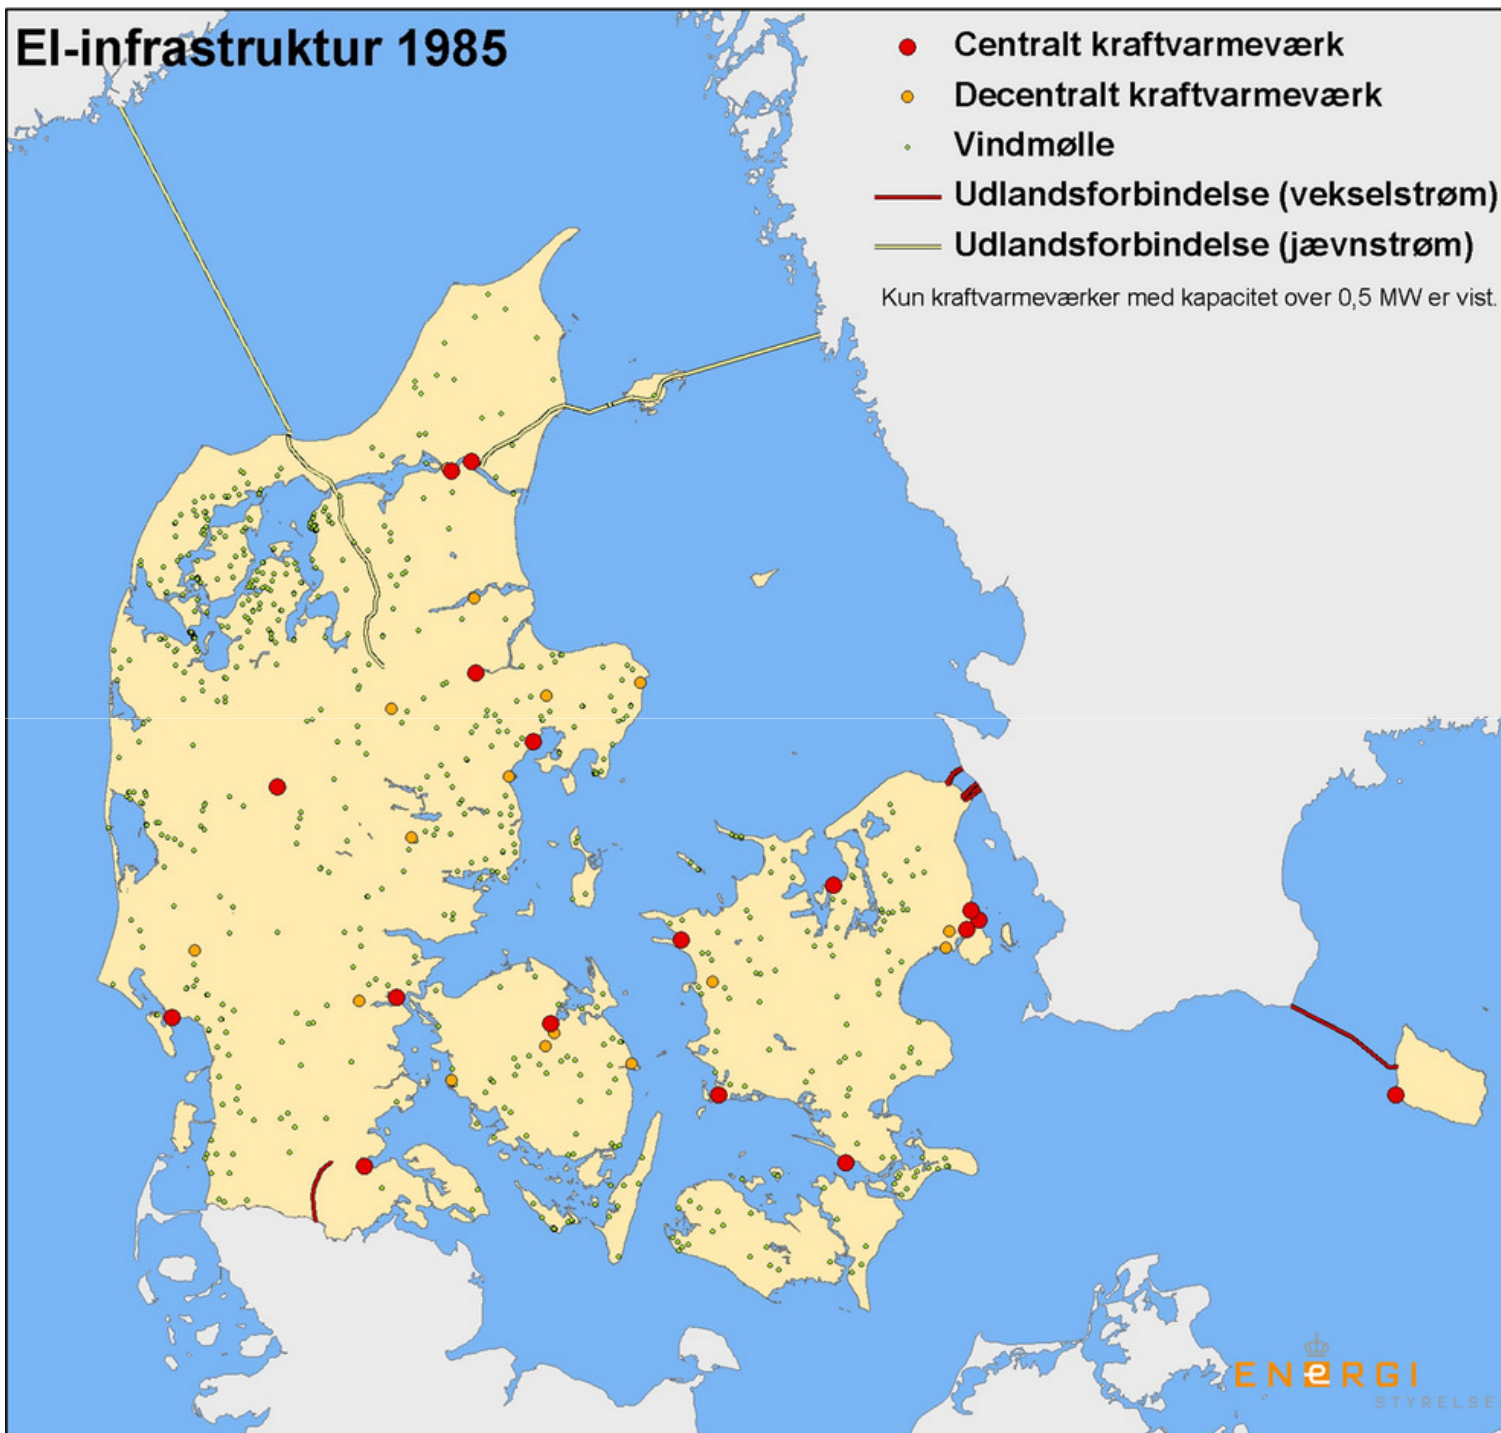 El-infrastruktur 1985
Centralt kraftvarmeværk
Decentralt kraftvarmeværk
Vindmølle
Udlandsforbindelse (vekselstrøm)
Udlandsforbindelse (jævnstrøm)
Kun kraftvarmeværker med kapacitet over 0,5 MW er vist.
ENERGI
STYRELSE